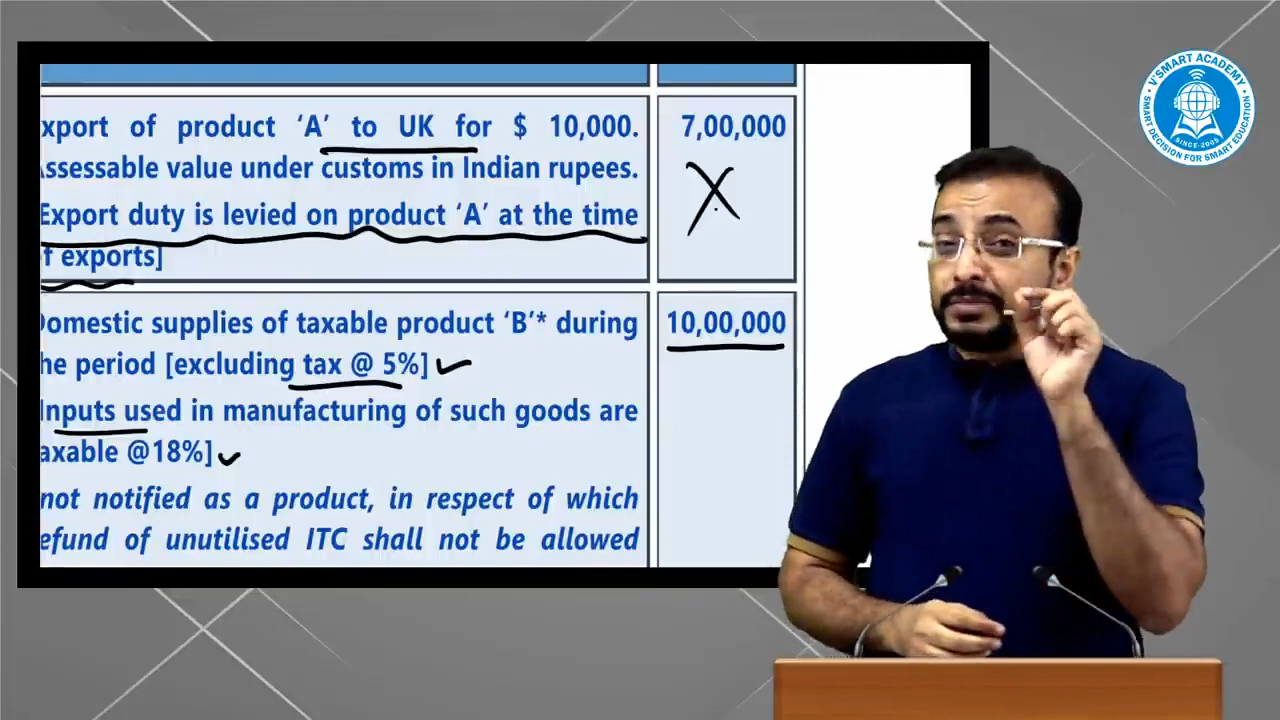 xport of product ‘A’ to UK for $ 10,000. 7,00,000
ssessable value under customs in Indian rupees.
Export duty is levied on product ‘A’ at the time
f exports]
Domestic supplies of taxable product ‘B’* during 10,00,000
he period [excluding tax @ 5%]
Inputs used in manufacturing of such goods are
axable @18%]
not notified as a product, in respect of which
efund of unutilised ITC shall not be allowed
V'SMART ACADEMY
SMART DECISION FOR SMART EDUCATION